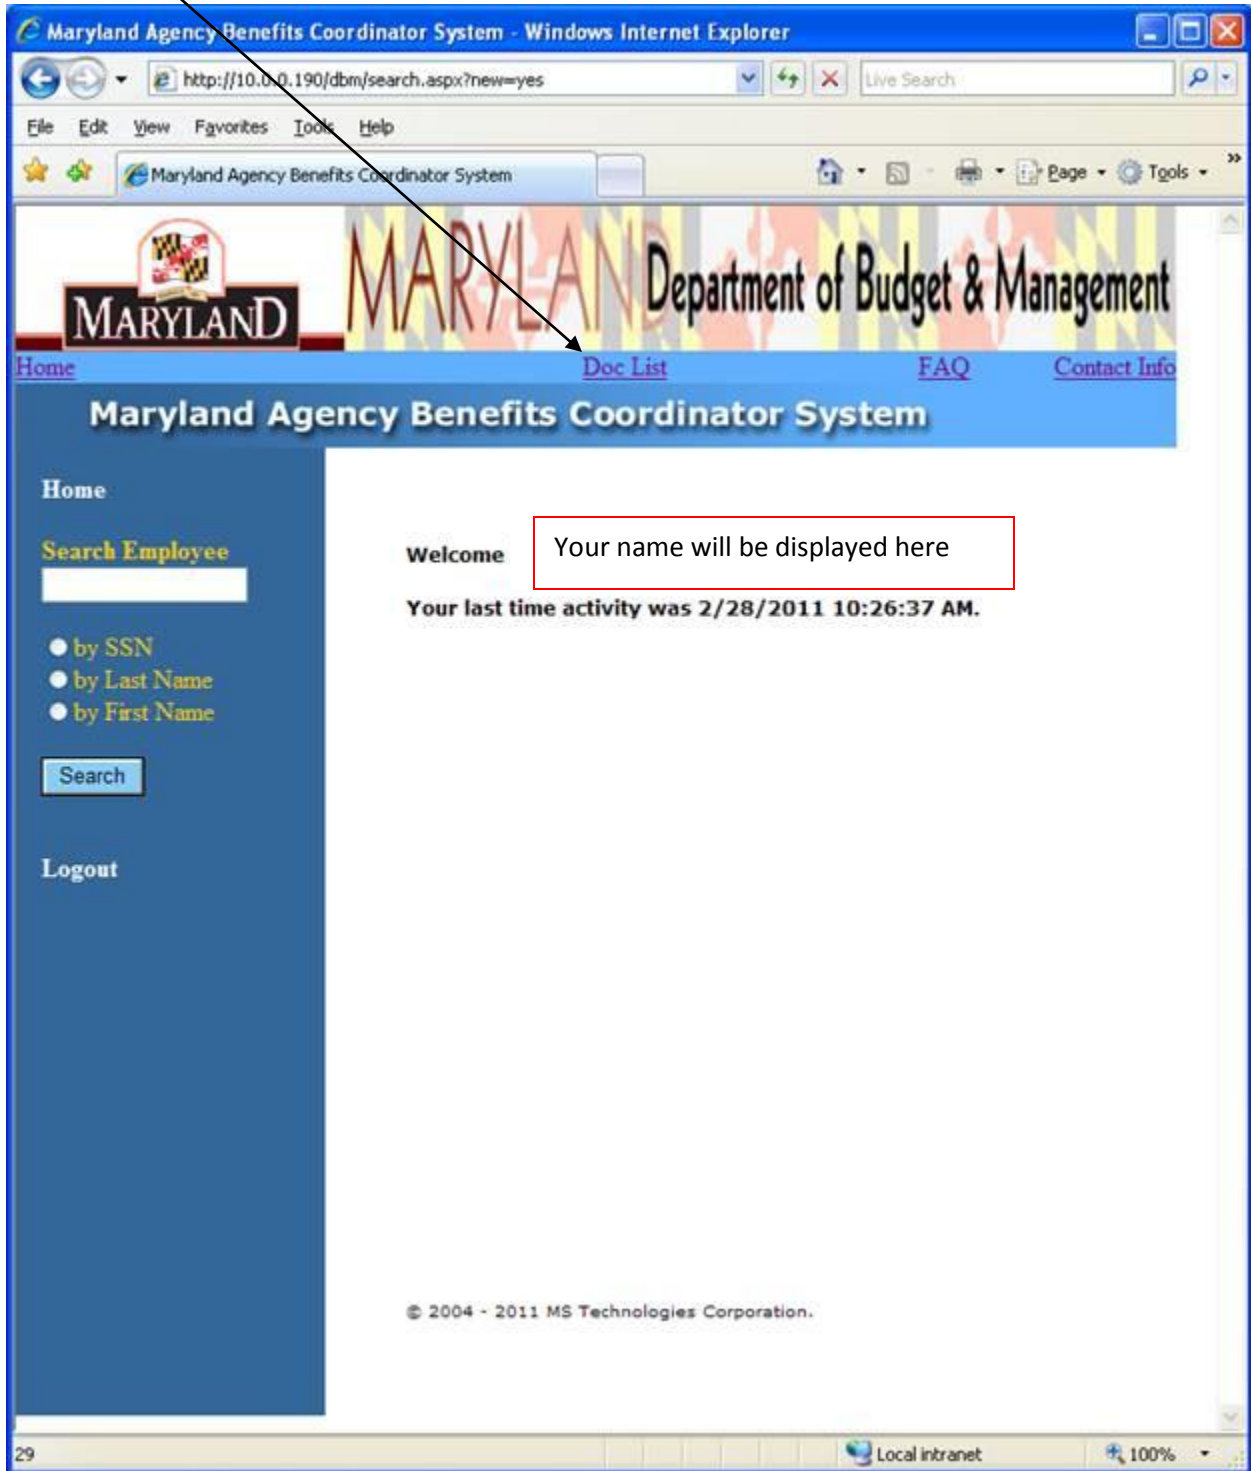 Maryland Agency Benefits Coordinator System - Windows Internet Explorer
http://10.0.0.190/dbm/search.aspx?new=yes
Live Search
File Edit View Favorites Tools Help
Maryland Agency Benefits Coordinator System
Page Tools »
MARYLAND
MARYLAND Department of Budget & Management
Home Doc List FAQ Contact Info
Maryland Agency Benefits Coordinator System
Home
Search Employee
by SSN
by Last Name
by First Name
Search
Logout
Welcome Your name will be displayed here
Your last time activity was 2/28/2011 10:26:37 AM.
© 2004 - 2011 MS Technologies Corporation.
29 Local intranet 100%